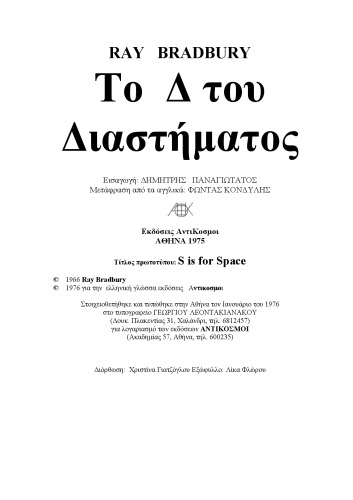 RAY BRADBURY
Το Δ του
Διαστήματος
Εισαγωγή: ΔΗΜΗΤΡΗΣ ΠΑΝΑΓΙΩΤΑΤΟΣ
Μετάφραση από τα αγγλικά: ΦΩΝΤΑΣ ΚΟΝΔΥΛΗΣ
Εκδόσεις ΑντιΚοσμοι
ΑΘΗΝΑ 1975
Τίτλος πρωτοτύπου: S is for Space
© 1966 Ray Bradbury
© 1976 για την ελληνική γλώσσα εκδόσεις Αντικοσμοι
Στοιχειοθετήθηκε και τυπώθηκε στην Αθήνα τον Ιανουάριο του 1976
στο τυπογραφείο ΓΕΩΡΓΙΟΥ ΛΕΟΝΤΑΚΙΑΝΑΚΟΥ
(Δουκ. Πλακεντίας 31, Χαλάνδρι, τηλ. 6812457)
για λογαριασμό των εκδόσεων ΑΝΤΙΚΟΣΜΟΙ
(Ακαδημίας 57, Αθήνα, τηλ. 600235)
Διόρθωση: Χριστίνα Γιατζόγλου Εξώφυλλο: Λίκα Φλώρου